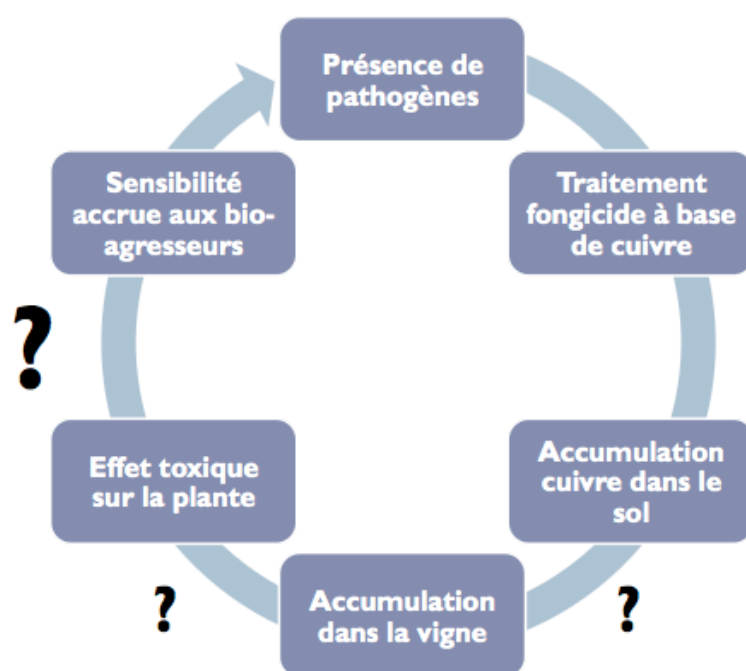 Présence de
pathogènes
Traitement
fongicide à base
de cuivre
Accumulation
cuivre dans le
sol
?
Accumulation
dans la vigne
?
Effet toxique
sur la plante
?
Sensibilité
accrue aux bio-
agresseurs